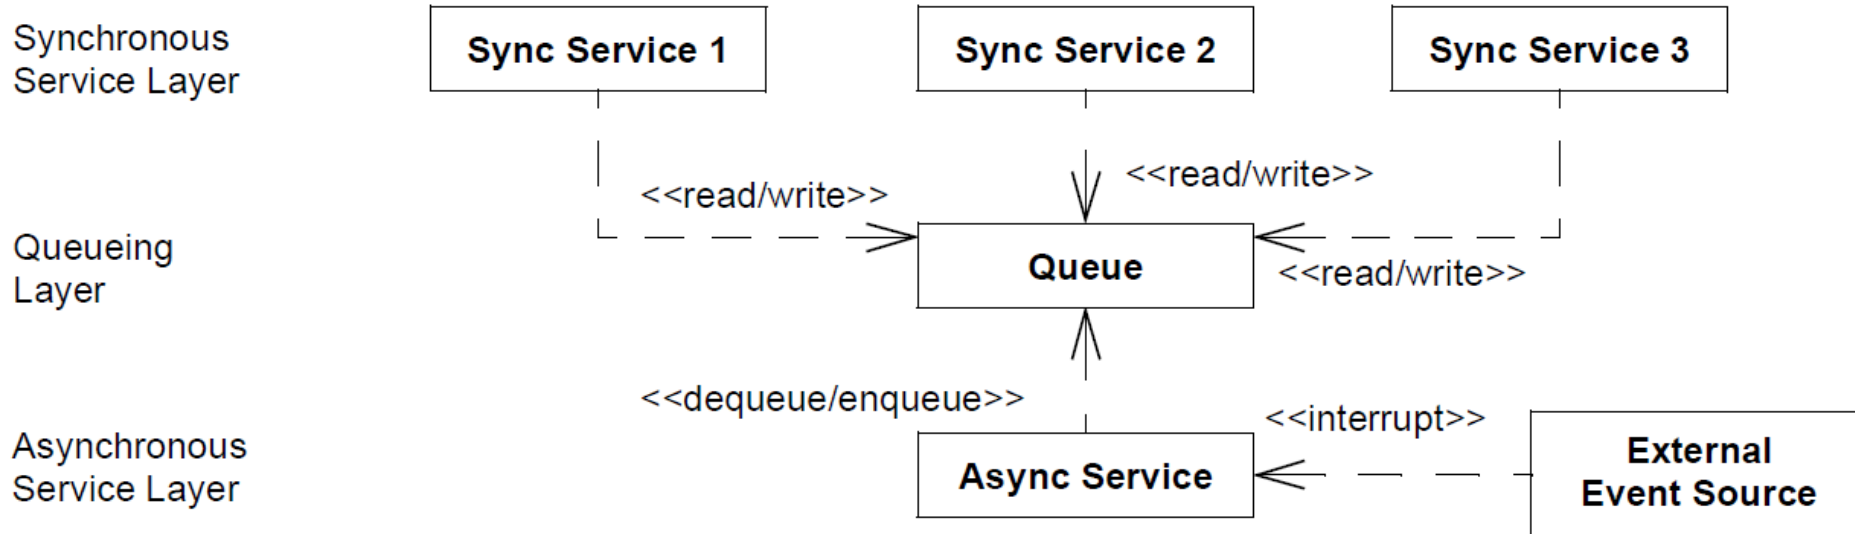 Synchronous
Service Layer
Sync Service 1
Sync Service 2
Sync Service 3
<<read/write>>
<<read/write>>
Queueing
Layer
Queue
<<read/write>>
<<dequeue/enqueue>>
<<interrupt>>
Asynchronous
Service Layer
Async Service
External
Event Source